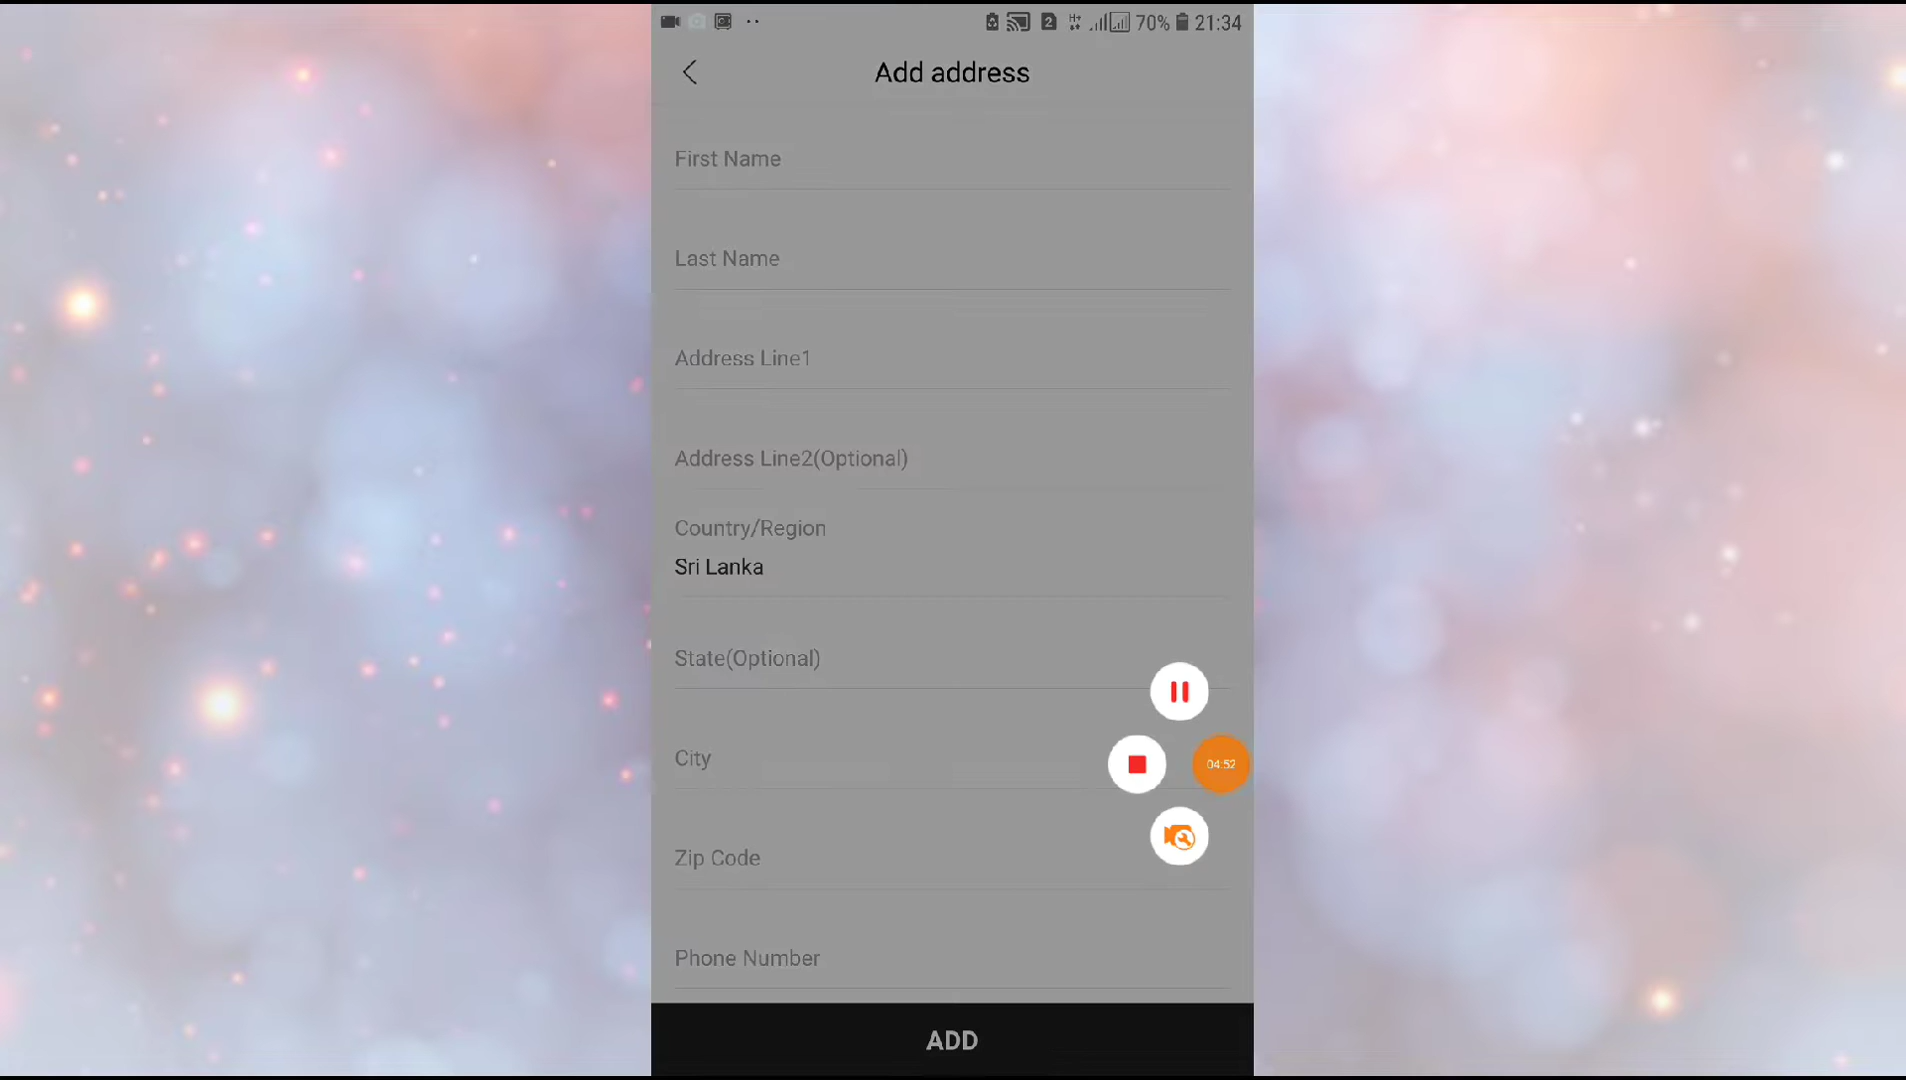 2 H+ 70% 21:34
Add address
First Name
Last Name
Address Line1
Address Line2(Optional)
Country/Region
Sri Lanka
State(Optional)
City
04:52
Zip Code
Phone Number
ADD